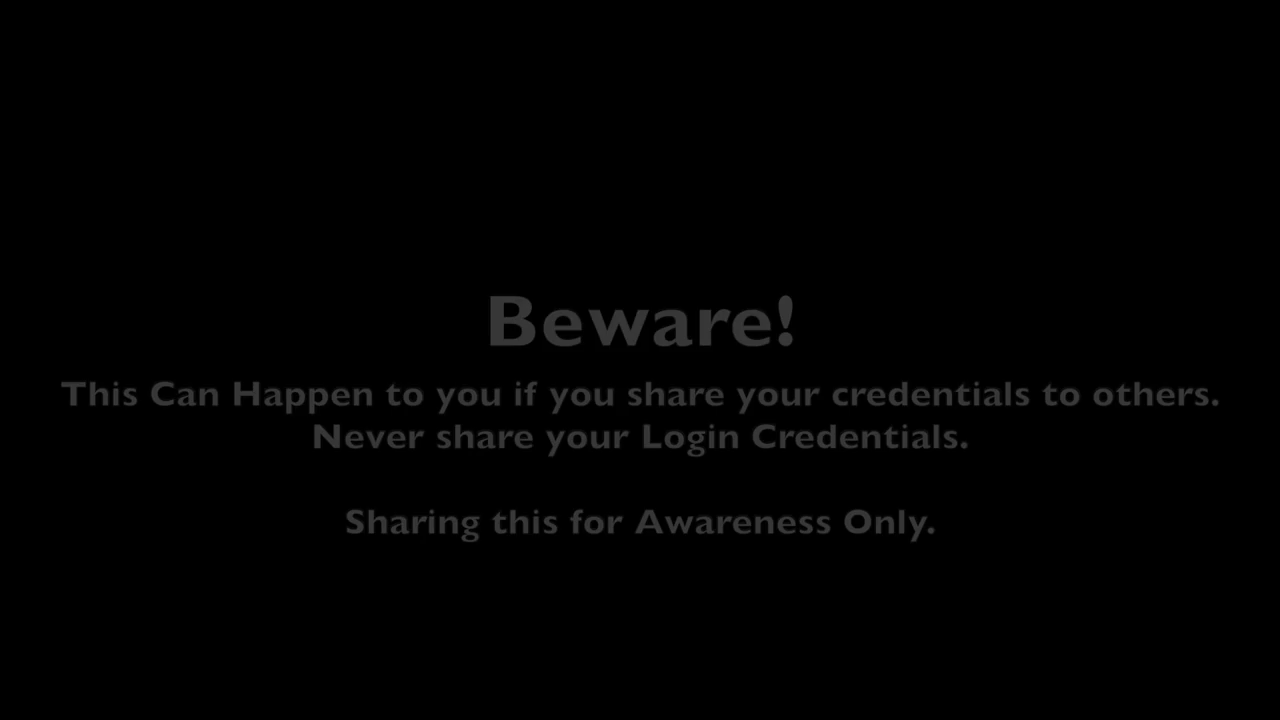 Beware!
This Can Happen to you if you share your credentials to others.
Never share your Login Credentials.
Sharing this for Awareness Only.